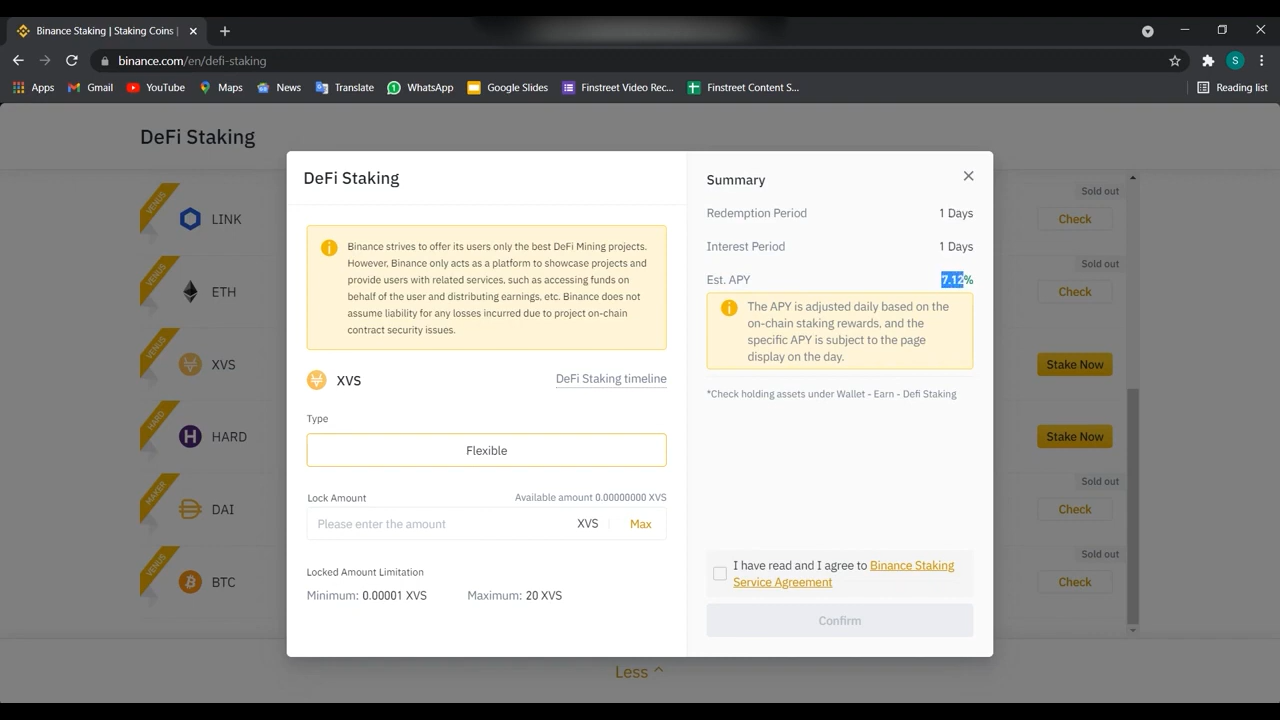 Binance Staking | Staking Coins |
binance.com/en/defi-staking
Apps Gmail YouTube Maps News Translate WhatsApp Google Slides Finstreet Video Rec... Finstreet Content S... Reading list
S
DeFi Staking
VENUS LINK Sold out Check
VENUS ETH Sold out Check
VENUS XVS Stake Now
HARD HARD Stake Now
MAKER DAI Sold out Check
VENUS BTC Sold out Check
Less
DeFi Staking
Binance strives to offer its users only the best DeFi Mining projects.
However, Binance only acts as a platform to showcase projects and
provide users with related services, such as accessing funds on
behalf of the user and distributing earnings, etc. Binance does not
assume liability for any losses incurred due to project on-chain
contract security issues.
XVS DeFi Staking timeline
Type
Flexible
Lock Amount Available amount 0.00000000 XVS
Please enter the amount XVS Max
Locked Amount Limitation
Minimum: 0.00001 XVS Maximum: 20 XVS
Summary
Redemption Period 1 Days
Interest Period 1 Days
Est. APY 7.12%
The APY is adjusted daily based on the
on-chain staking rewards, and the
specific APY is subject to the page
display on the day.
*Check holding assets under Wallet - Earn - Defi Staking
I have read and I agree to Binance Staking
Service Agreement
Confirm